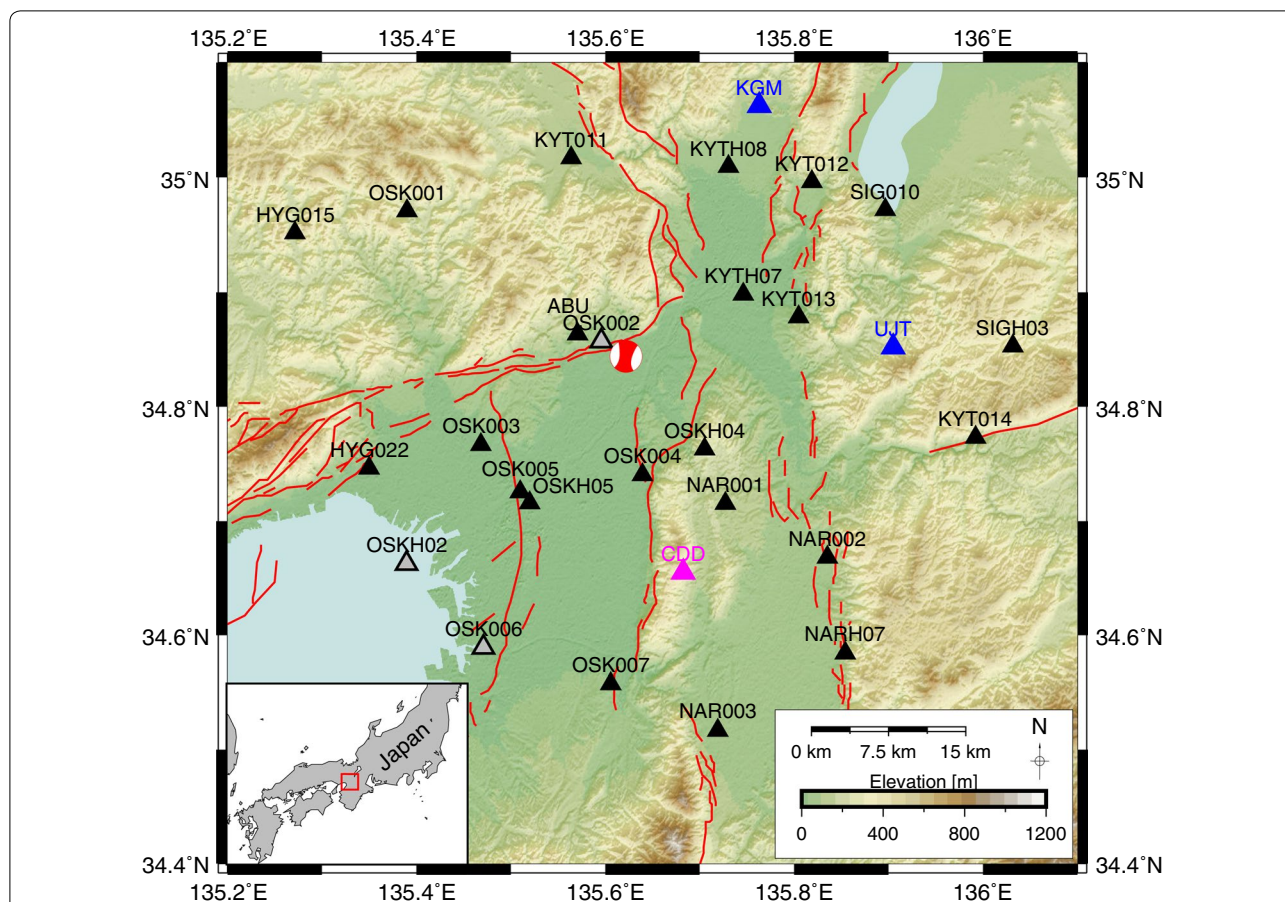 135.2˚E 135.4˚E 135.6˚E 135.8˚E 136˚E
KGM
KYT011
KYTH08
KYT012
35˚N 35˚N
OSK001
SIG010
HYG015
KYTH07
KYT013
ABU
OSK002
UJT
SIGH03
34.8˚N 34.8˚N
KYT014
OSK003
OSKH04
HYG022
OSK004
OSK005
OSKH05
NAR001
OSKH02
CDD
NAR002
34.6˚N 34.6˚N
OSK006
NARH07
OSK007
NAR003
Japan
N
0 km 7.5 km 15 km
Elevation [m]
0 400 800 1200
34.4˚N 34.4˚N
135.2˚E 135.4˚E 135.6˚E 135.8˚E 136˚E